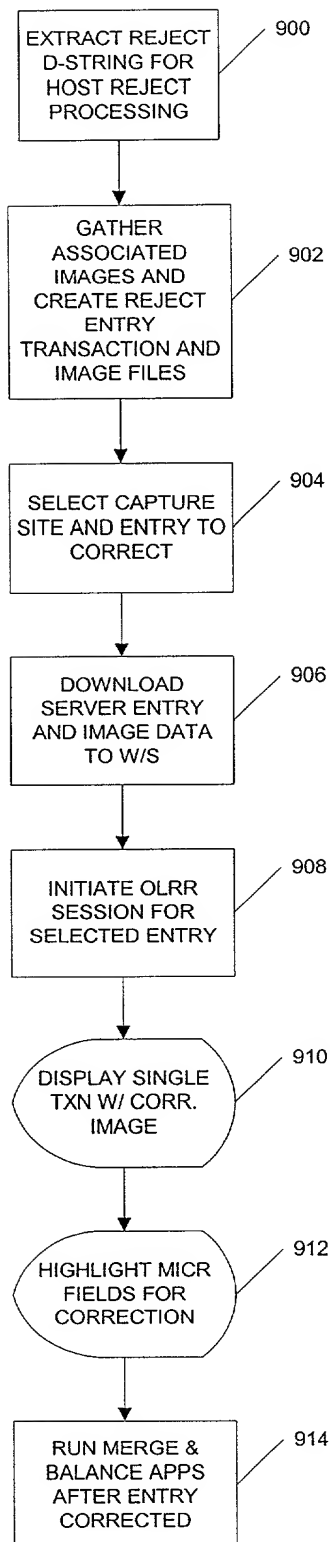 EXTRACT REJECT
D-STRING FOR
HOST REJECT
PROCESSING
900
GATHER
ASSOCIATED
IMAGES AND
CREATE REJECT
ENTRY
TRANSACTION AND
IMAGE FILES
902
SELECT CAPTURE
SITE AND ENTRY TO
CORRECT
904
DOWNLOAD
SERVER ENTRY
AND IMAGE DATA
TO W/S
906
INITIATE OLRR
SESSION FOR
SELECTED ENTRY
908
DISPLAY SINGLE
TXN W/ CORR.
IMAGE
910
HIGHLIGHT MICR
FIELDS FOR
CORRECTION
912
RUN MERGE &
BALANCE APPS
AFTER ENTRY
CORRECTED
914